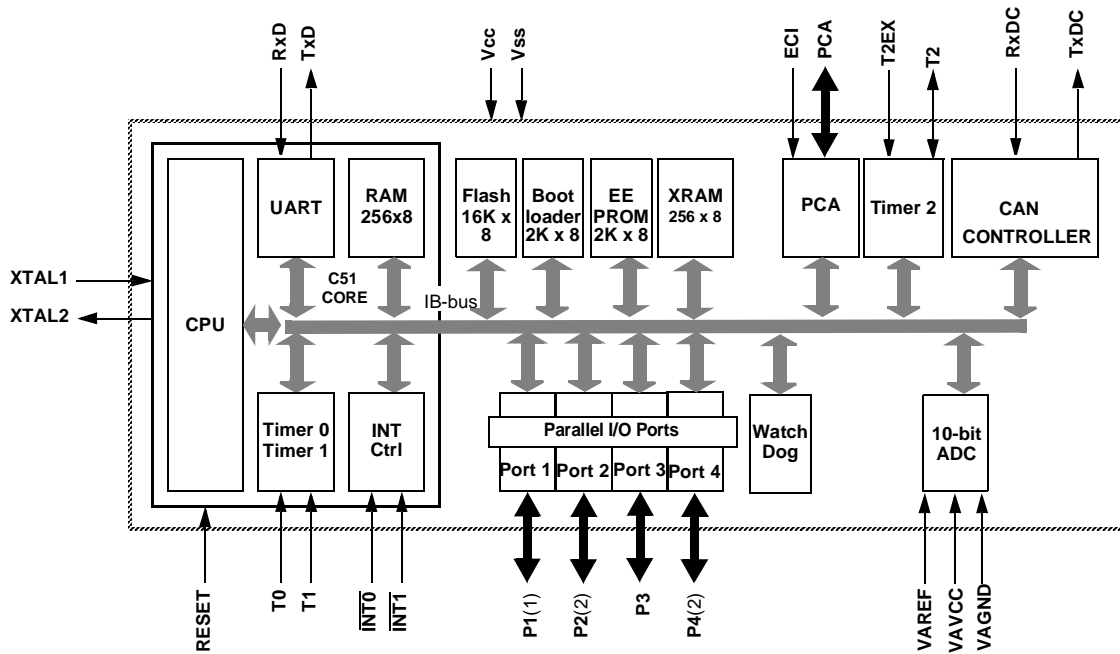 RxD
TxD
Vcc
Vss
ECI
PCA
T2EX
T2
RxDC
TxDC
XTAL1
XTAL2
CPU
UART
RAM
256x8
C51
CORE
IB-bus
Flash
16K x
8
Boot
loader
2K x 8
EE
PROM
2K x 8
XRAM
256 x 8
PCA
Timer 2
CAN
CONTROLLER
Timer 0
Timer 1
INT
Ctrl
Parallel I/O Ports
Port 1
Port 2
Port 3
Port 4
Watch
Dog
10-bit
ADC
RESET
T0
T1
INT0
INT1
P1(1)
P2(2)
P3
P4(2)
VAREF
VAVCC
VAGND